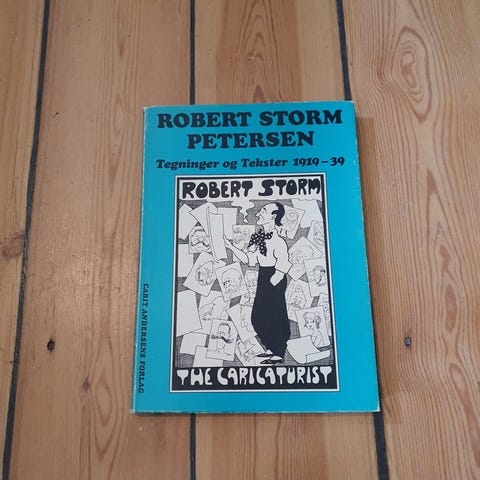 ROBERT STORM
PETERSEN
Tegninger og Tekster 1919–39
ROBERT STORM
THE CARICATURIST
CARIT ANDERSENS FORLAG